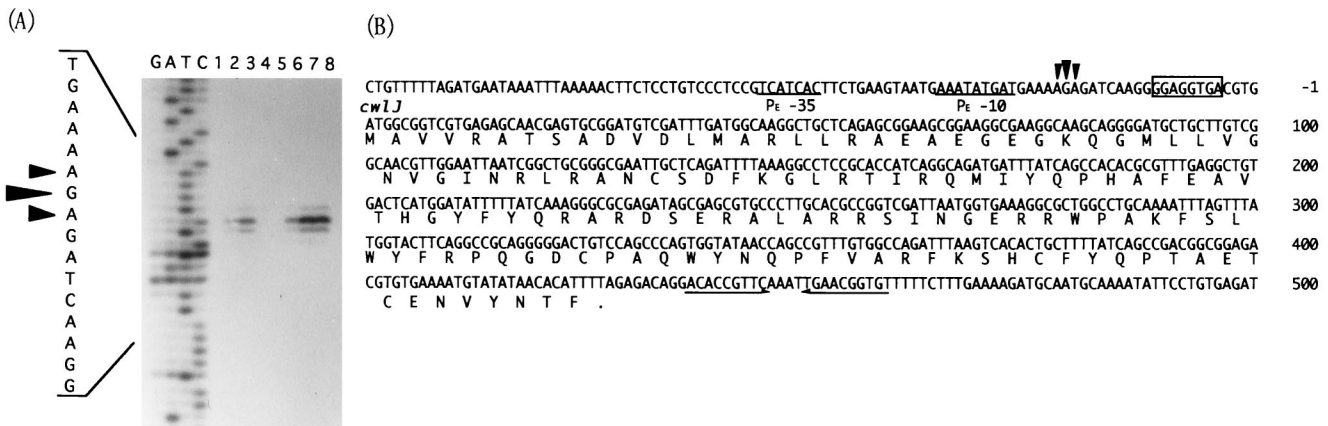 (A)
G A T C 1 2 3 4 5 6 7 8
T
G
A
A
A
A
A
G
A
G
A
T
C
A
A
G
G
(B)
CTGTTTTTAGATGAATAAATTTAAAAACTTCTCCTGTCCCTCCGTCATCACTTCTGAAGTAATGAAATATGATGAAAAAGAGATCAAGGGGAGGTGACGTG -1
cwlJ PE -35 PE -10
ATGGCGGTCGTGAGAGCAACGAGTGCGGATGTCGATTTGATGGCAAGGCTGCTCAGAGCGGAAGCGGAAGGCGAAGGCAAGCAGGGGATGCTGCTTGTCG 100
M A V V R A T S A D V D L M A R L L R A E A E G E G K Q G M L L V G
GCAACGTTGGAATTAATCGGCTGCGGGCGAATTGCTCAGATTTTAAAGGCCTCCGCACCATCAGGCAGATGATTTATCAGCCACACGCGTTTGAGGCTGT 200
N V G I N R L R A N C S D F K G L R T I R Q M I Y Q P H A F E A V
GACTCATGGATATTTTTATCAAAGGGCGCGAGATAGCGAGCGTGCCCTTGCACGCCGGTCGATTAATGGTGAAAGGCGCTGGCCTGCAAAATTTAGTTTA 300
T H G Y F Y Q R A R D S E R A L A R R S I N G E R R W P A K F S L
TGGTACTTCAGGCCGCAGGGGGACTGTCCAGCCCAGTGGTATAACCAGCCGTTTGTGGCCAGATTTAAGTCACACTGCTTTTATCAGCCGACGGCGGAGA 400
W Y F R P Q G D C P A Q W Y N Q P F V A R F K S H C F Y Q P T A E T
CGTGTGAAAATGTATATAACACATTTTAGAGACAGGACACCGTTCAAATTGAACGGTGTTTTTCTTTGAAAAGATGCAATGCAAAATATTCCTGTGAGAT 500
C E N V Y N T F .